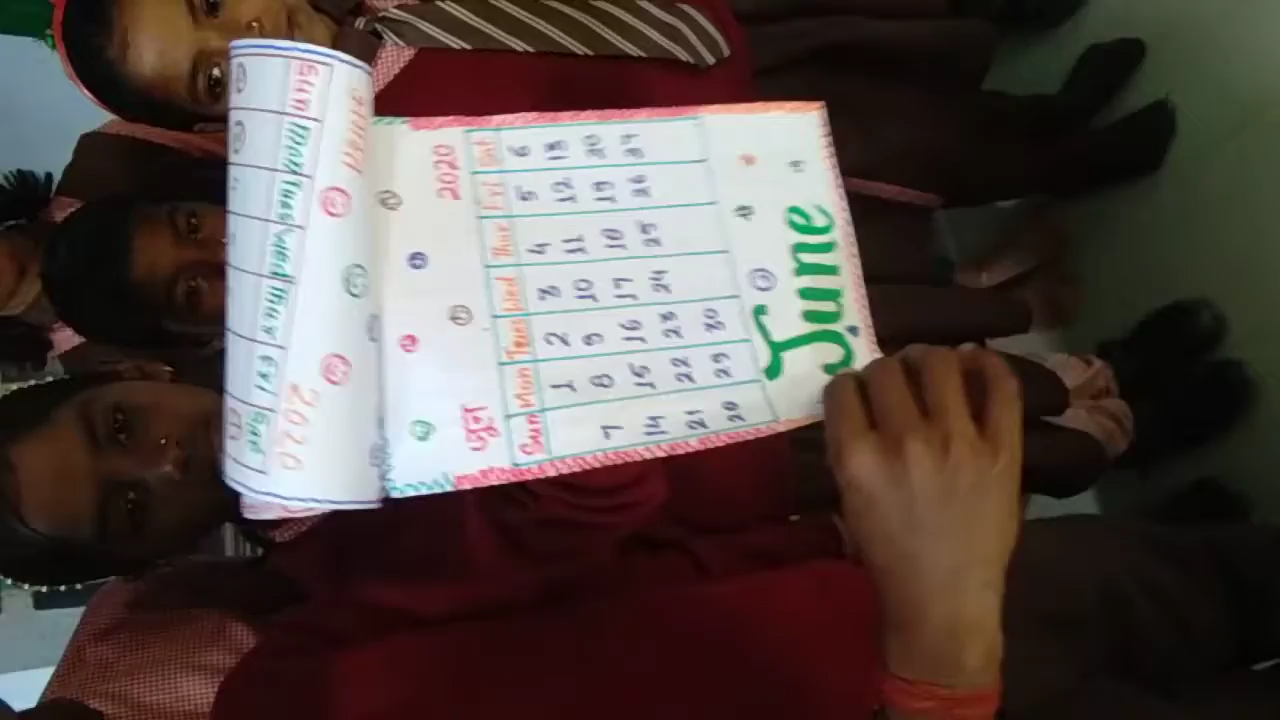 2020
Sun Mon Tues Wed Thur Fri Sat
जून 2020
Sun Mon Tues Wed Thur Fri Sat
1 2 3 4 5 6
7 8 9 10 11 12 13
14 15 16 17 18 19 20
21 22 23 24 25 26 27
28 29 30
June